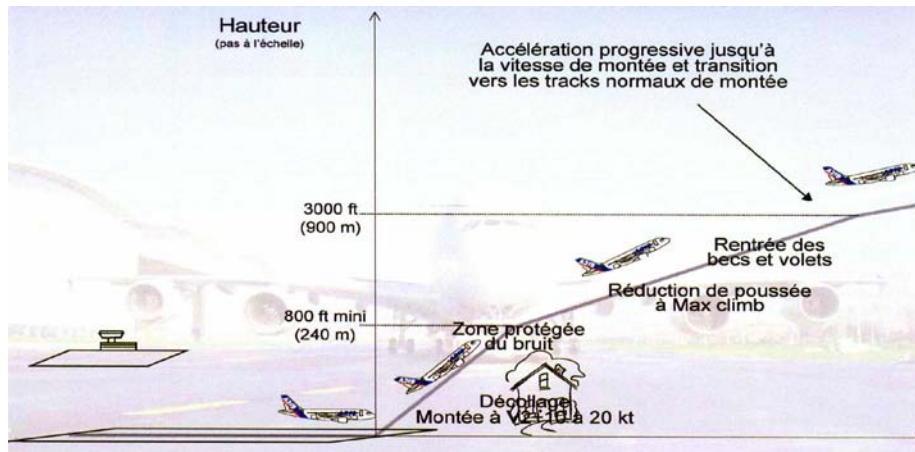 Hauteur
(pas à l'échelle)
Accélération progressive jusqu'à
la vitesse de montée et transition
vers les tracks normaux de montée
3000 ft
(900 m)
Rentrée des
becs et volets
Réduction de poussée
à Max climb
800 ft mini
(240 m)
Zone protégée
du bruit
Décollage
Montée à V2+10 à 20 kt